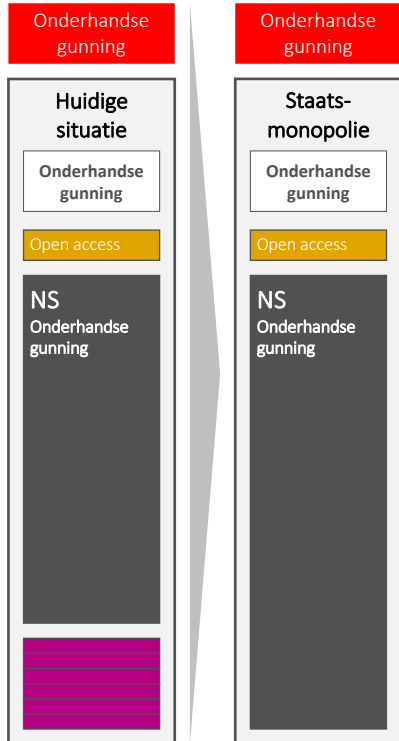 Onderhandse
gunning
Huidige
situatie
Onderhandse
gunning
Open access
NS
Onderhandse
gunning
Onderhandse
gunning
Staats-
monopolie
Onderhandse
gunning
Open access
NS
Onderhandse
gunning